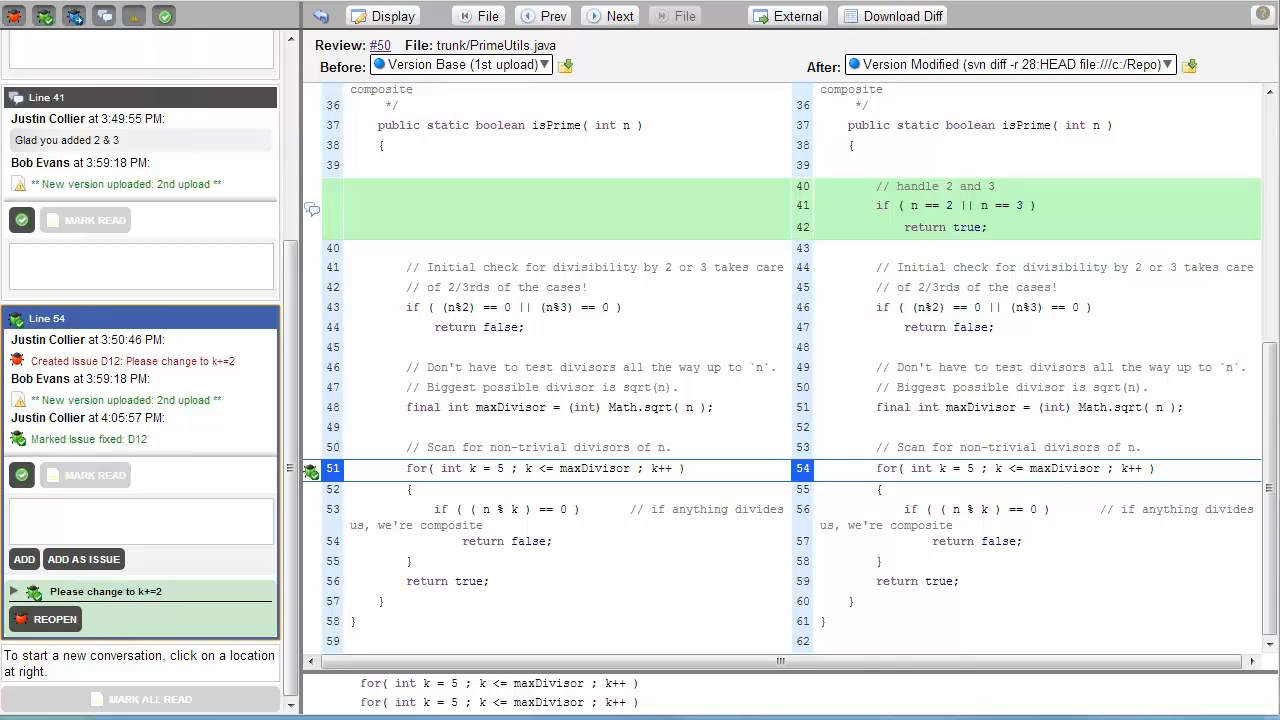 Display
File
Prev
Next
File
External
Download Diff
Line 41
Justin Collier at 3:49:55 PM:
Glad you added 2 & 3
Bob Evans at 3:59:18 PM:
** New version uploaded: 2nd upload **
MARK READ
Line 54
Justin Collier at 3:50:46 PM:
Created Issue D12: Please change to k+=2
Bob Evans at 3:59:18 PM:
** New version uploaded: 2nd upload **
Justin Collier at 4:05:57 PM:
Marked Issue fixed: D12
MARK READ
ADD ADD AS ISSUE
Please change to k+=2
REOPEN
To start a new conversation, click on a location
at right.
MARK ALL READ
Review: #50 File: trunk/PrimeUtils.java
Before: Version Base (1st upload)
After: Version Modified (svn diff -r 28:HEAD file:///c:/Repo)
composite
36 */
37 public static boolean isPrime( int n )
38 {
39
40
41 // Initial check for divisibility by 2 or 3 takes care
42 // of 2/3rds of the cases!
43 if ( (n%2) == 0 || (n%3) == 0 )
44 return false;
45
46 // Don't have to test divisors all the way up to `n`.
47 // Biggest possible divisor is sqrt(n).
48 final int maxDivisor = (int) Math.sqrt( n );
49
50 // Scan for non-trivial divisors of n.
51 for( int k = 5 ; k <= maxDivisor ; k++ )
52 {
53 if ( ( n % k ) == 0 ) // if anything divides
us, we're composite
54 return false;
55 }
56 return true;
57 }
58 }
59
composite
36 */
37 public static boolean isPrime( int n )
38 {
39
40 // handle 2 and 3
41 if ( n == 2 || n == 3 )
42 return true;
43
44 // Initial check for divisibility by 2 or 3 takes care
45 // of 2/3rds of the cases!
46 if ( (n%2) == 0 || (n%3) == 0 )
47 return false;
48
49 // Don't have to test divisors all the way up to `n`.
50 // Biggest possible divisor is sqrt(n).
51 final int maxDivisor = (int) Math.sqrt( n );
52
53 // Scan for non-trivial divisors of n.
54 for( int k = 5 ; k <= maxDivisor ; k++ )
55 {
56 if ( ( n % k ) == 0 ) // if anything divides
us, we're composite
57 return false;
58 }
59 return true;
60 }
61 }
62
for( int k = 5 ; k <= maxDivisor ; k++ )
for( int k = 5 ; k <= maxDivisor ; k++ )